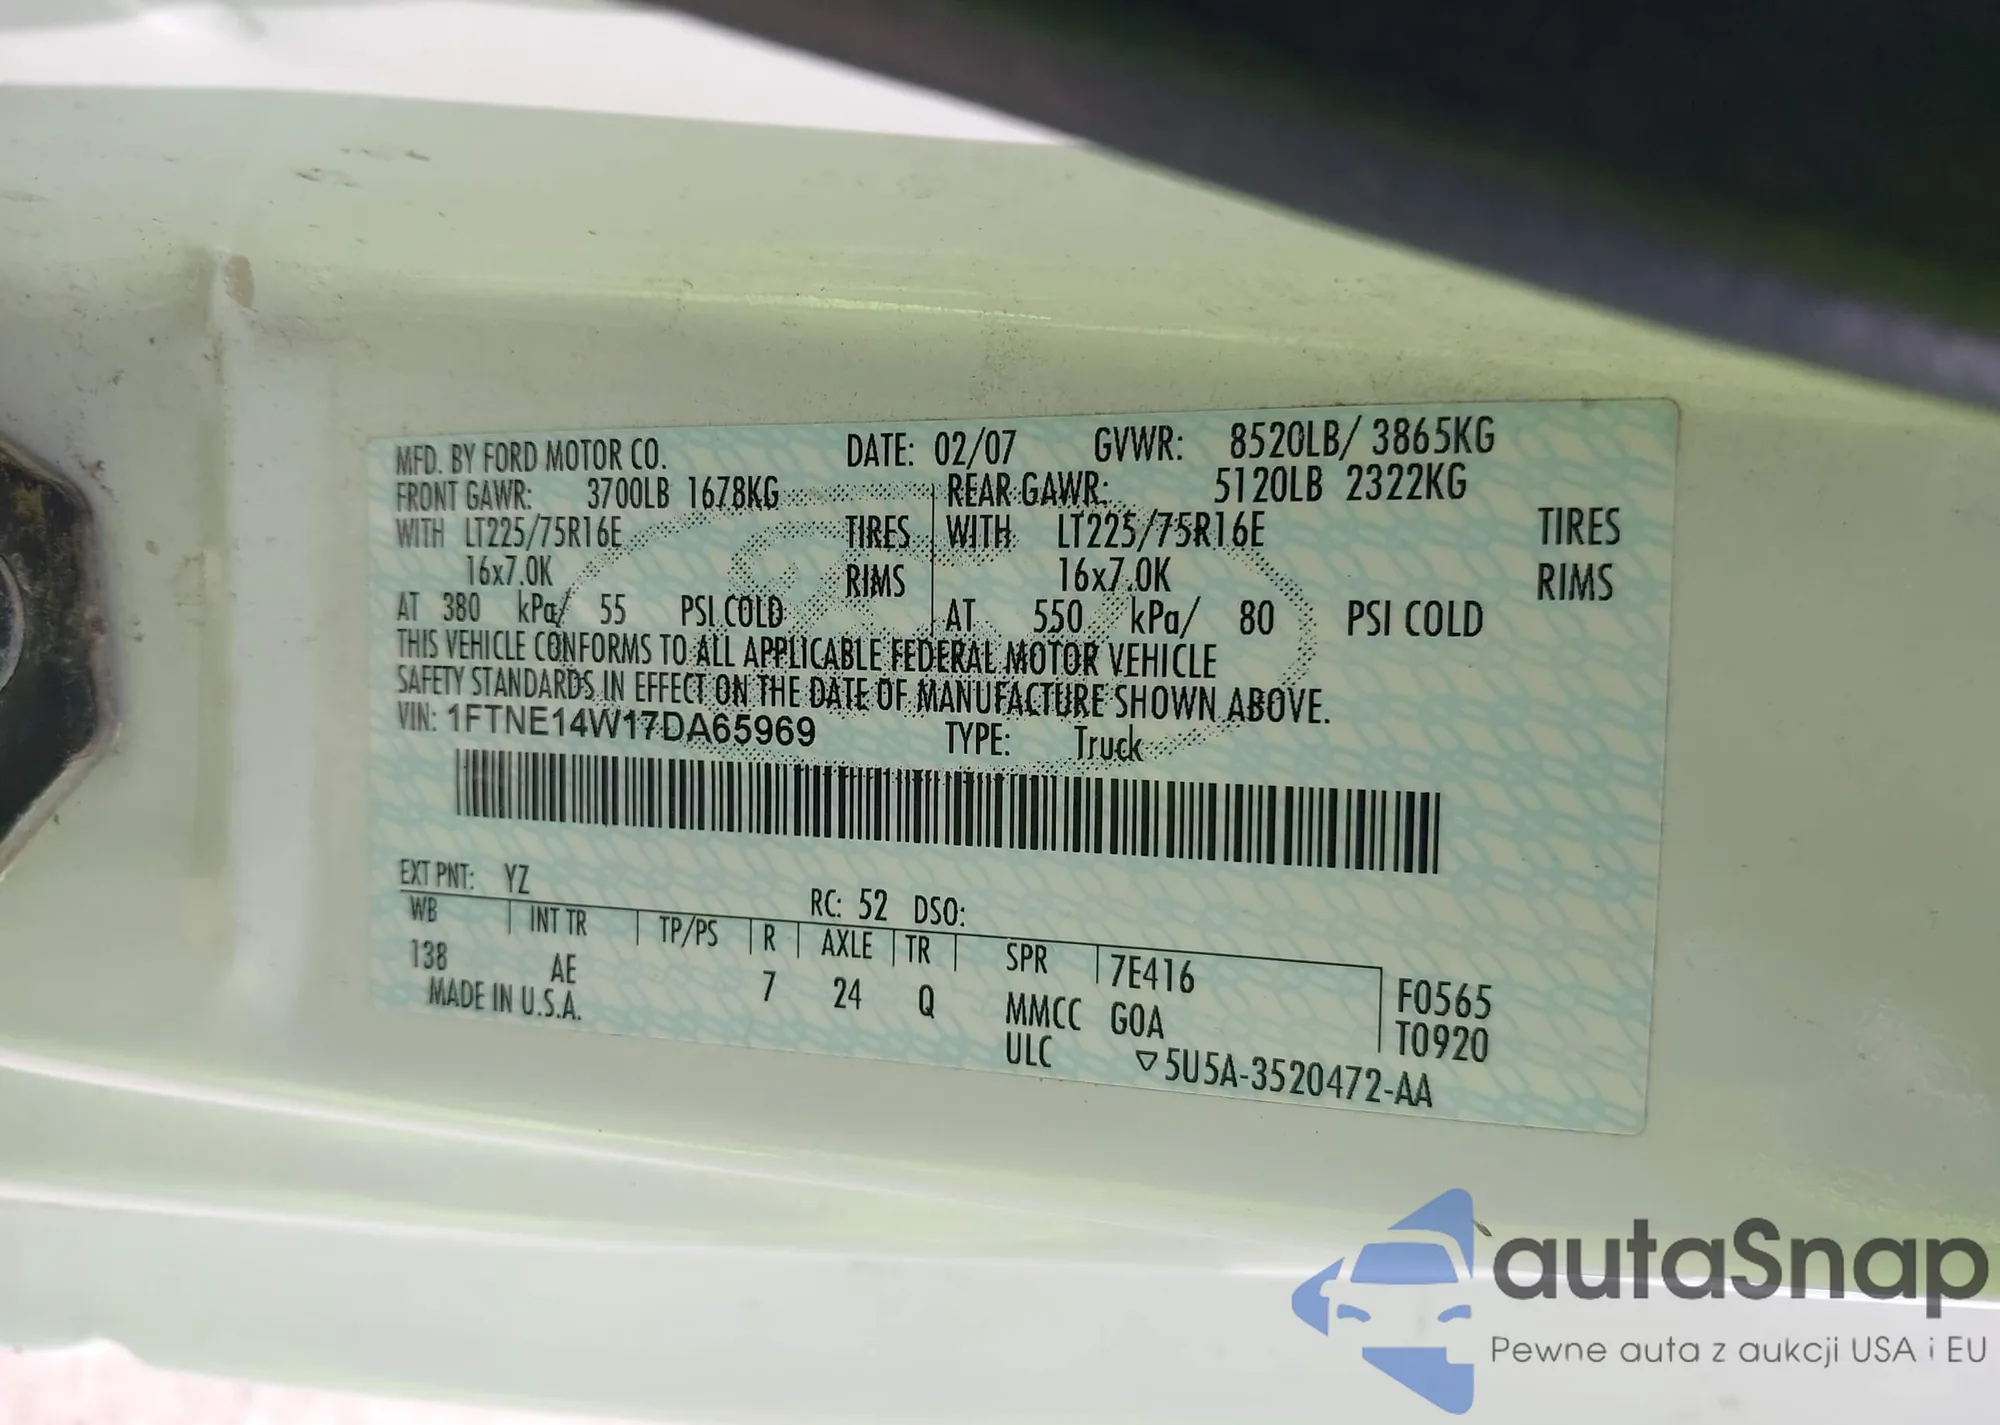 MFD. BY FORD MOTOR CO. DATE: 02/07 GVWR: 8520LB/ 3865KG
FRONT GAWR: 3700LB 1678KG REAR GAWR: 5120LB 2322KG
WITH LT225/75R16E TIRES WITH LT225/75R16E TIRES
16x7.0K RIMS 16x7.0K RIMS
AT 380 kPa/ 55 PSI COLD AT 550 kPa/ 80 PSI COLD
THIS VEHICLE CONFORMS TO ALL APPLICABLE FEDERAL MOTOR VEHICLE
SAFETY STANDARDS IN EFFECT ON THE DATE OF MANUFACTURE SHOWN ABOVE.
VIN: 1FTNE14W17DA65969 TYPE: Truck
EXT PNT: YZ RC: 52 DSO:
WB INT TR TP/PS R AXLE TR SPR 7E416 F0565
138 AE 7 24 Q MMCC G0A T0920
MADE IN U.S.A. ULC ▽5U5A-3520472-AA
autaSnap
Pewne auta z aukcji USA i EU